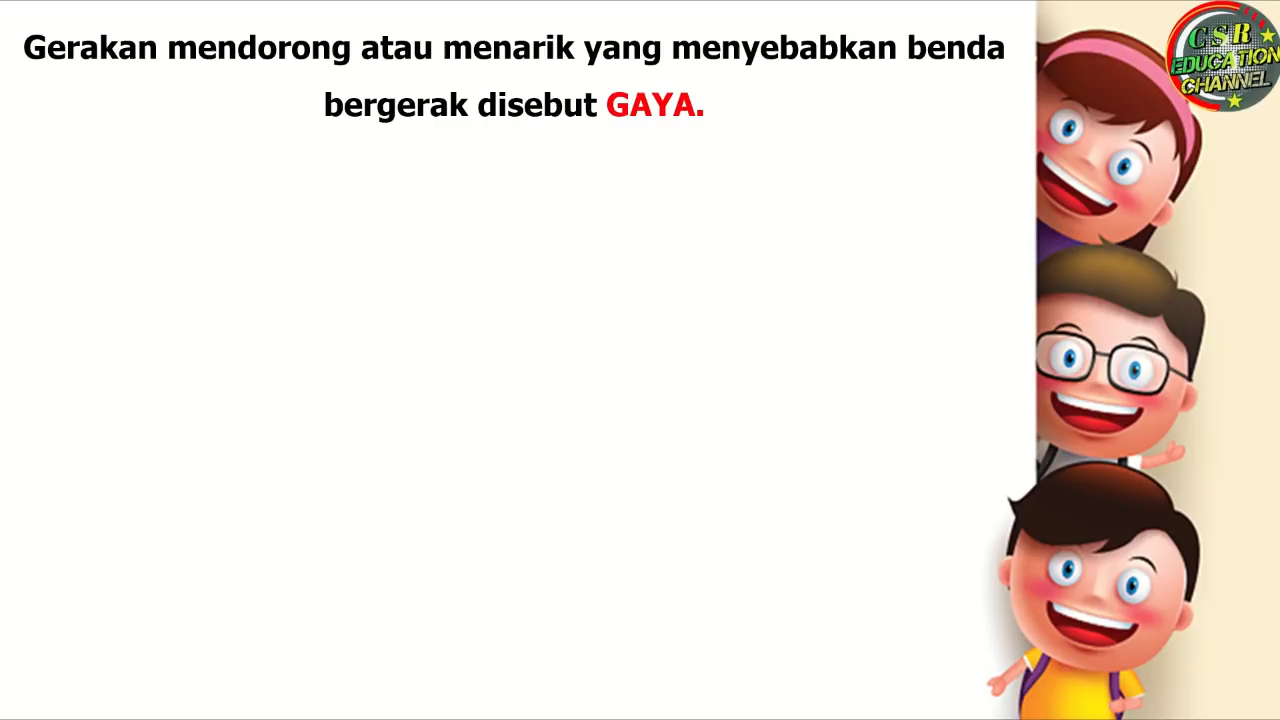 Gerakan mendorong atau menarik yang menyebabkan benda
bergerak disebut GAYA.
CSR
EDUCATION
CHANNEL